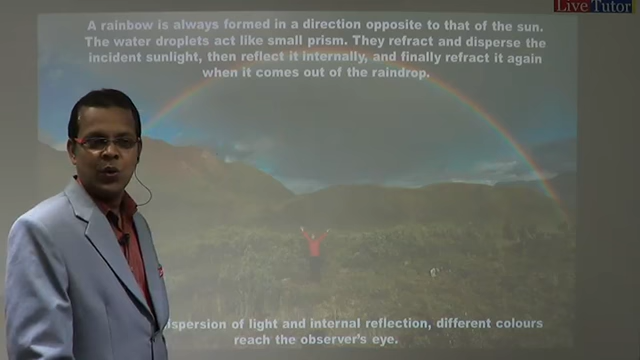 Live Tutor
A rainbow is always formed in a direction opposite to that of the sun.
The water droplets act like small prism. They refract and disperse the
incident sunlight, then reflect it internally, and finally refract it again
when it comes out of the raindrop.
ispersion of light and internal reflection, different colours
reach the observer's eye.